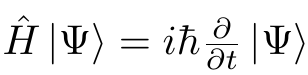 Ĥ |Ψ⟩ = iℏ ∂/∂t |Ψ⟩